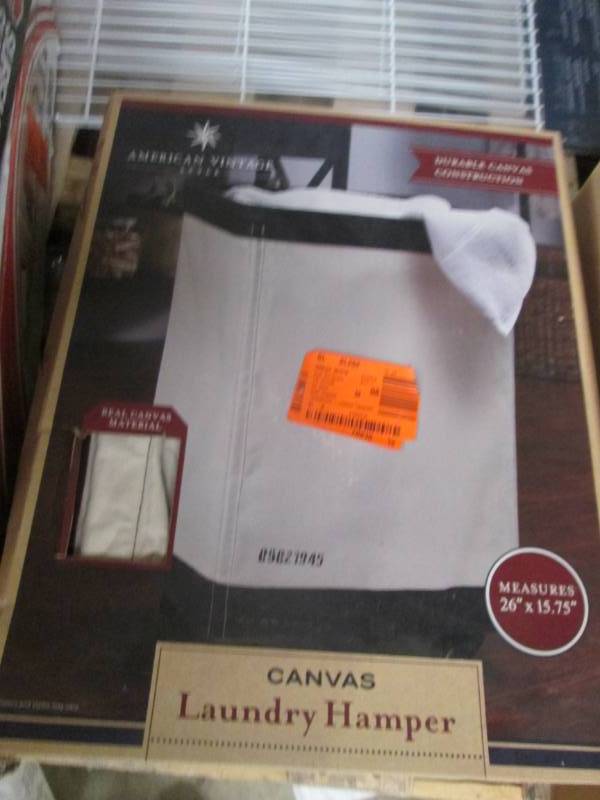 AMERICAN VINTAGE
DURABLE CANVAS
CONSTRUCTION
REAL CANVAS
MATERIAL
09021945
MEASURES
26" x 15.75"
CANVAS
Laundry Hamper